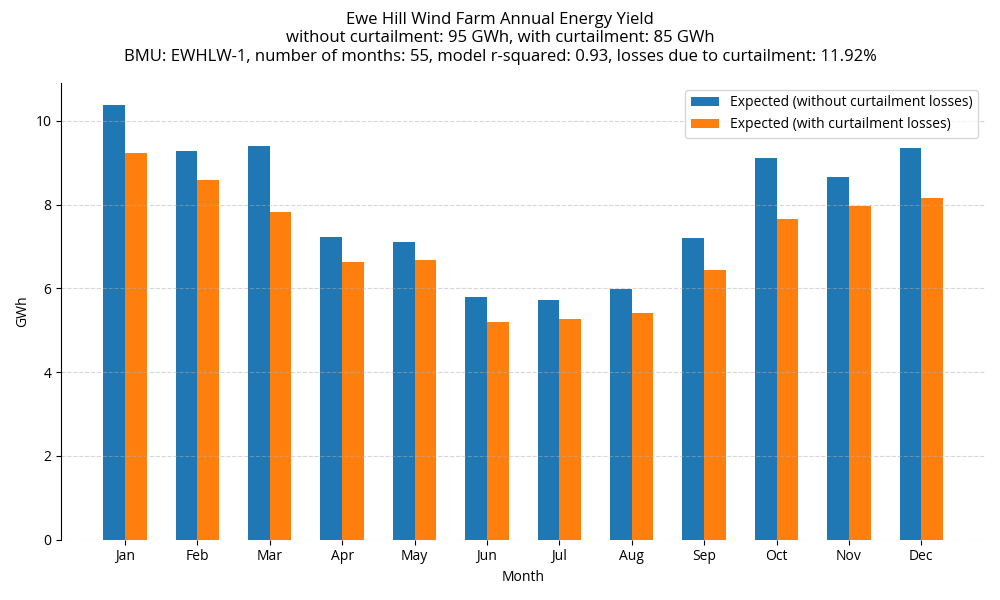 Ewe Hill Wind Farm Annual Energy Yield
without curtailment: 95 GWh, with curtailment: 85 GWh
BMU: EWHLW-1, number of months: 55, model r-squared: 0.93, losses due to curtailment: 11.92%
Expected (without curtailment losses)
Expected (with curtailment losses)
GWh
10
8
6
4
2
0
Jan Feb Mar Apr May Jun Jul Aug Sep Oct Nov Dec
Month